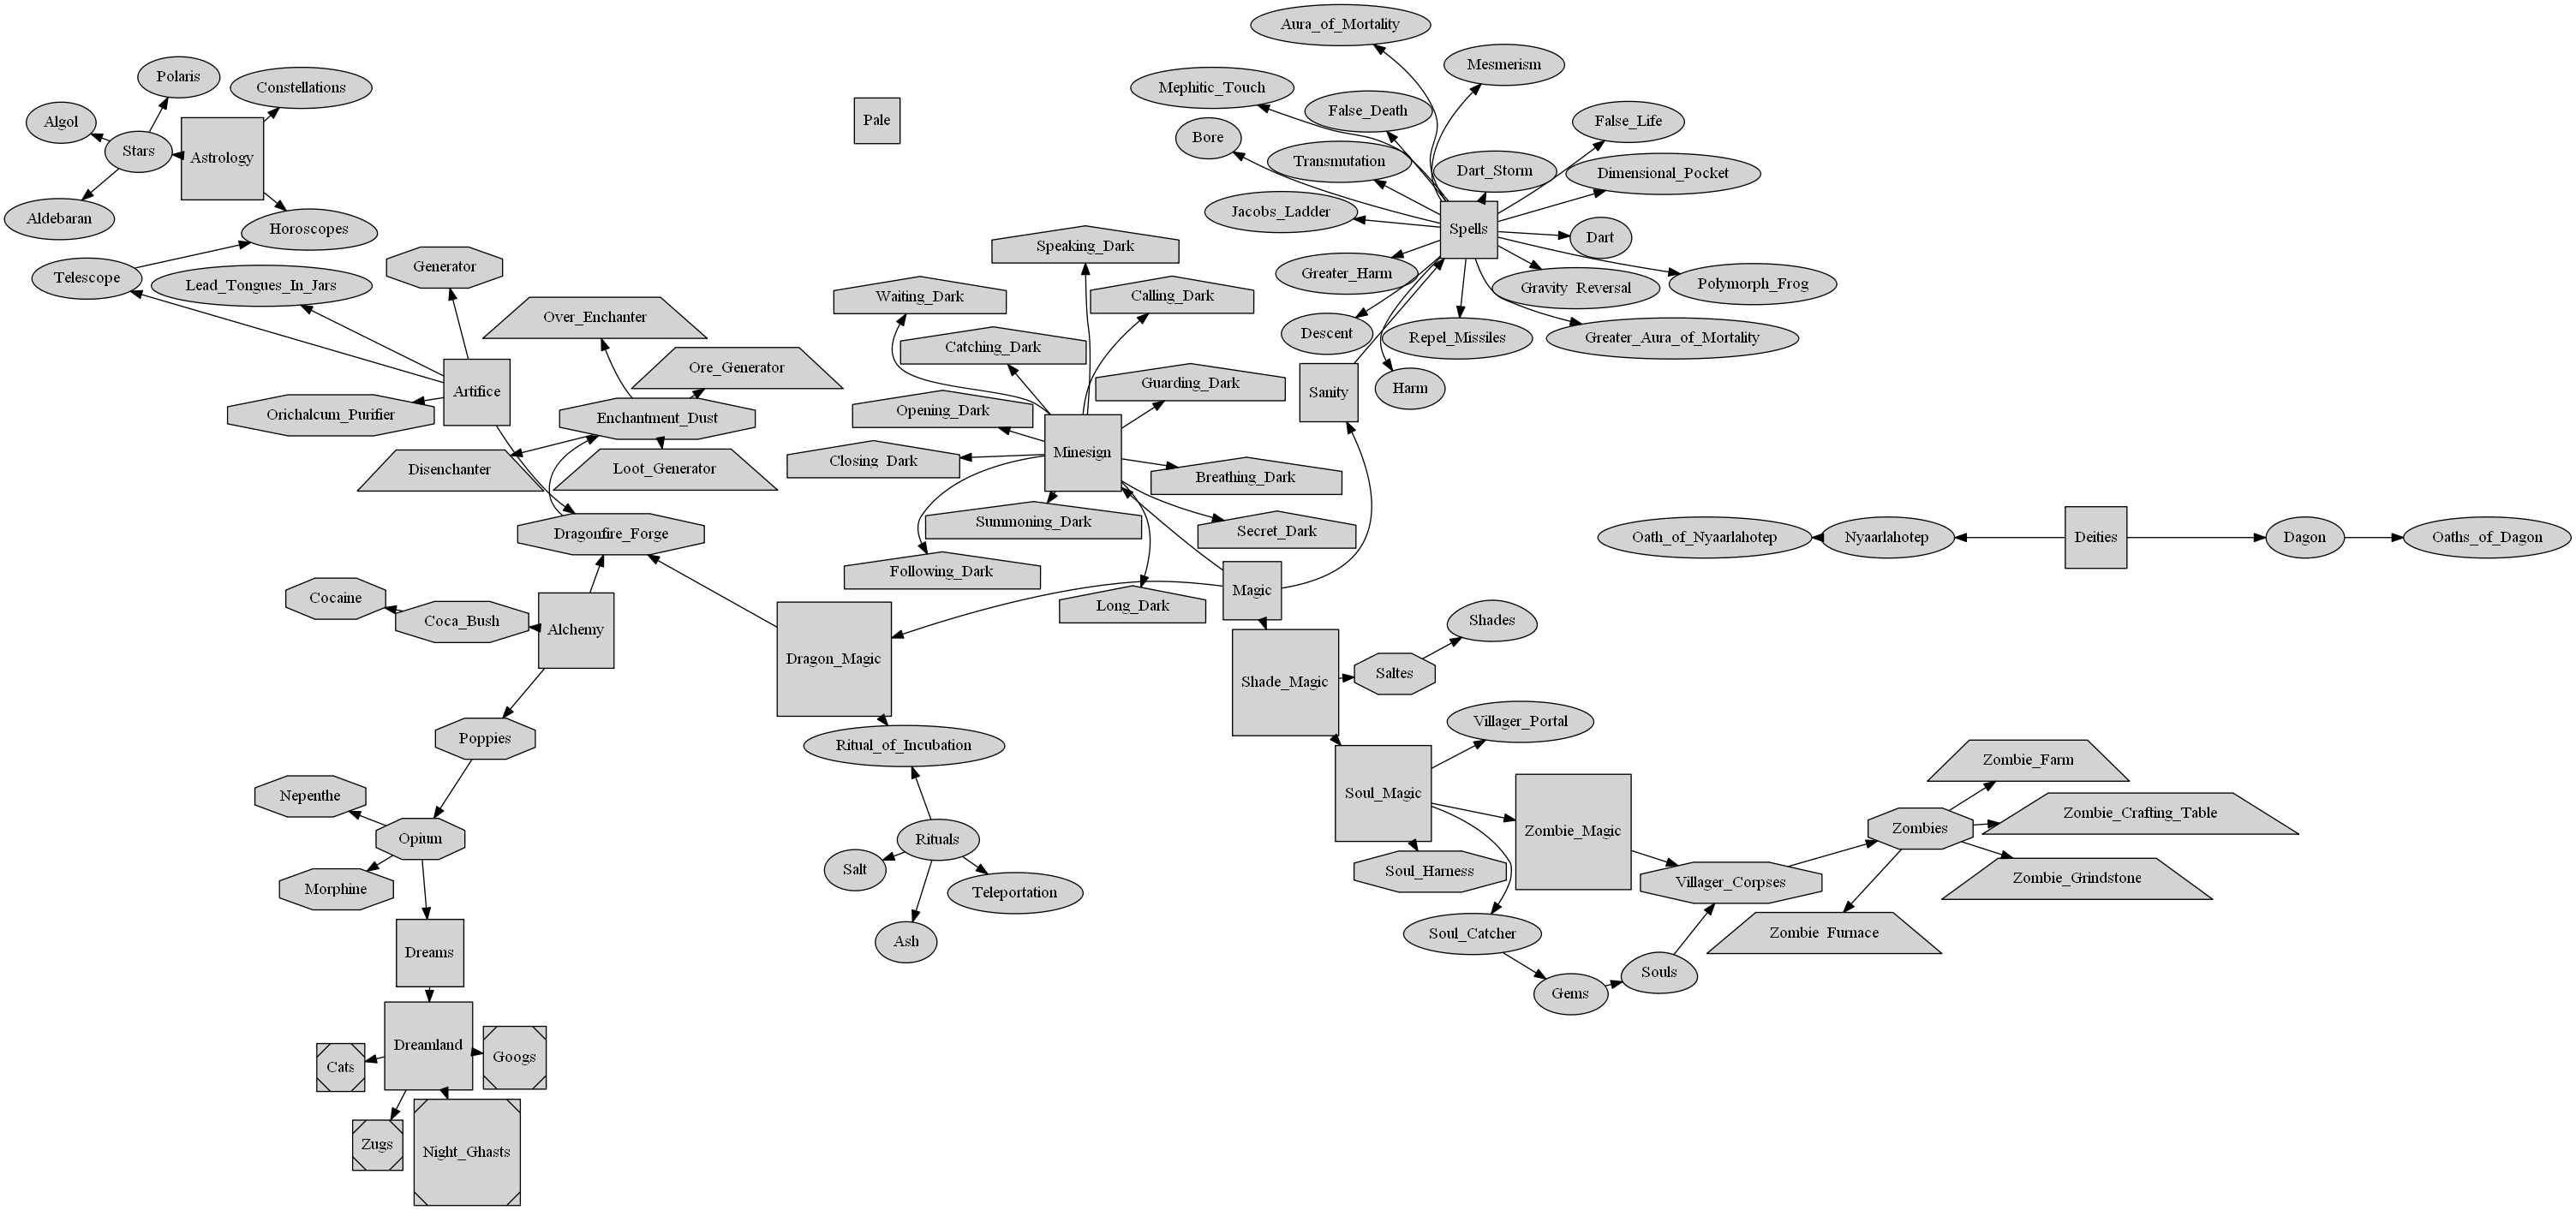 Aura_of_Mortality
Mesmerism
Polaris
Constellations
Mephitic_Touch
False_Death
Algol
Pale
False_Life
Bore
Stars
Astrology
Transmutation
Dart_Storm
Dimensional_Pocket
Aldebaran
Jacobs_Ladder
Horoscopes
Spells
Dart
Speaking_Dark
Generator
Telescope
Lead_Tongues_In_Jars
Greater_Harm
Gravity_Reversal
Polymorph_Frog
Waiting_Dark
Calling_Dark
Over_Enchanter
Descent
Repel_Missiles
Greater_Aura_of_Mortality
Catching_Dark
Ore_Generator
Guarding_Dark
Artifice
Sanity
Harm
Orichalcum_Purifier
Enchantment_Dust
Opening_Dark
Minesign
Closing_Dark
Disenchanter
Loot_Generator
Breathing_Dark
Summoning_Dark
Secret_Dark
Dragonfire_Forge
Oath_of_Nyaarlahotep
Nyaarlahotep
Deities
Dagon
Oaths_of_Dagon
Following_Dark
Magic
Cocaine
Long_Dark
Coca_Bush
Alchemy
Shades
Dragon_Magic
Shade_Magic
Saltes
Villager_Portal
Poppies
Ritual_of_Incubation
Zombie_Farm
Nepenthe
Soul_Magic
Zombie_Crafting_Table
Opium
Rituals
Zombie_Magic
Zombies
Salt
Soul_Harness
Zombie_Grindstone
Morphine
Teleportation
Villager_Corpses
Ash
Soul_Catcher
Zombie_Furnace
Dreams
Souls
Gems
Dreamland
Googs
Cats
Zugs
Night_Ghasts